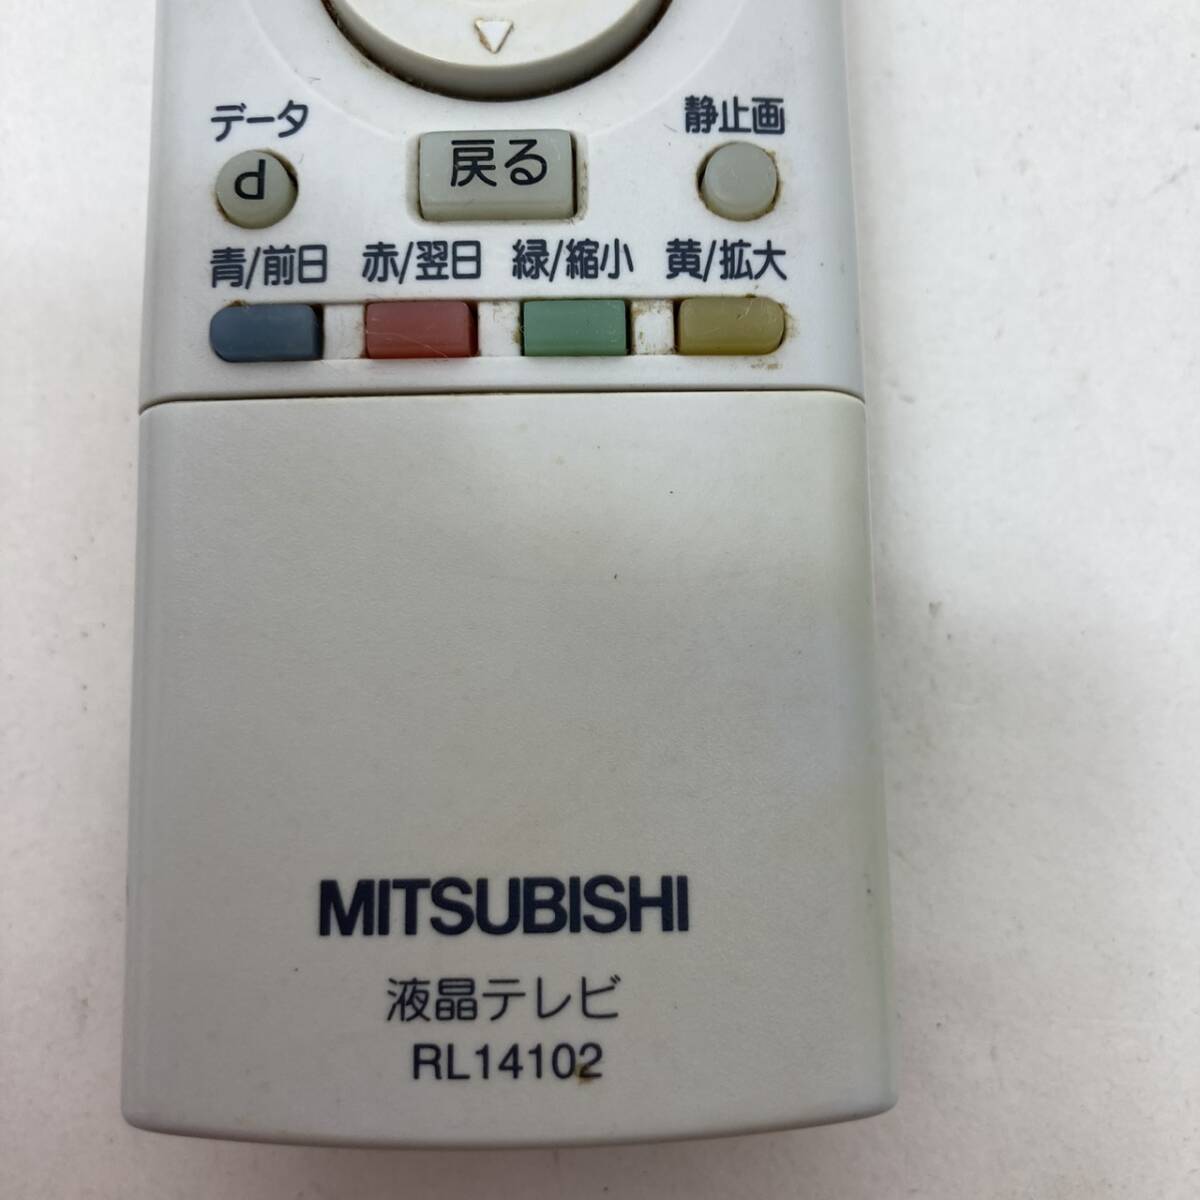 データ 静止画
d 戻る
青/前日 赤/翌日 緑/縮小 黄/拡大
MITSUBISHI
液晶テレビ
RL14102